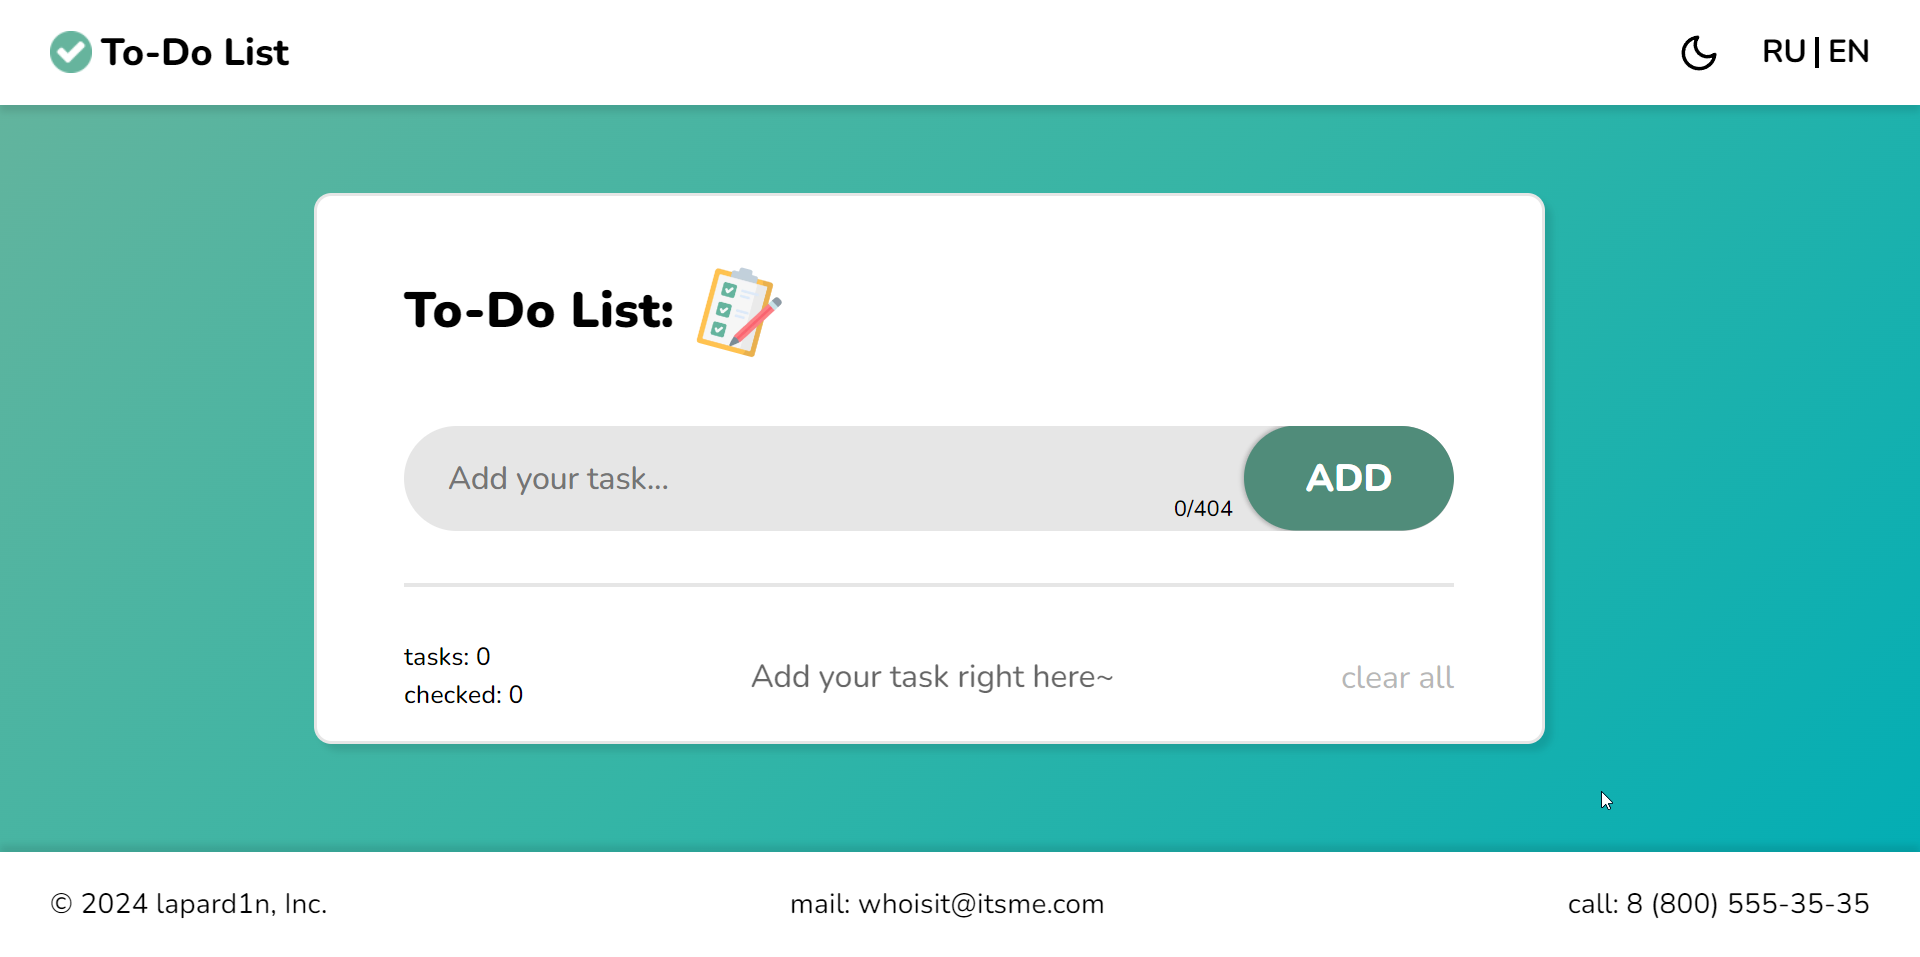 To-Do List
RU | EN
To-Do List:
Add your task...
0/404
ADD
tasks: 0
checked: 0
Add your task right here~
clear all
© 2024 lapard1n, Inc.
mail: whoisit@itsme.com
call: 8 (800) 555-35-35